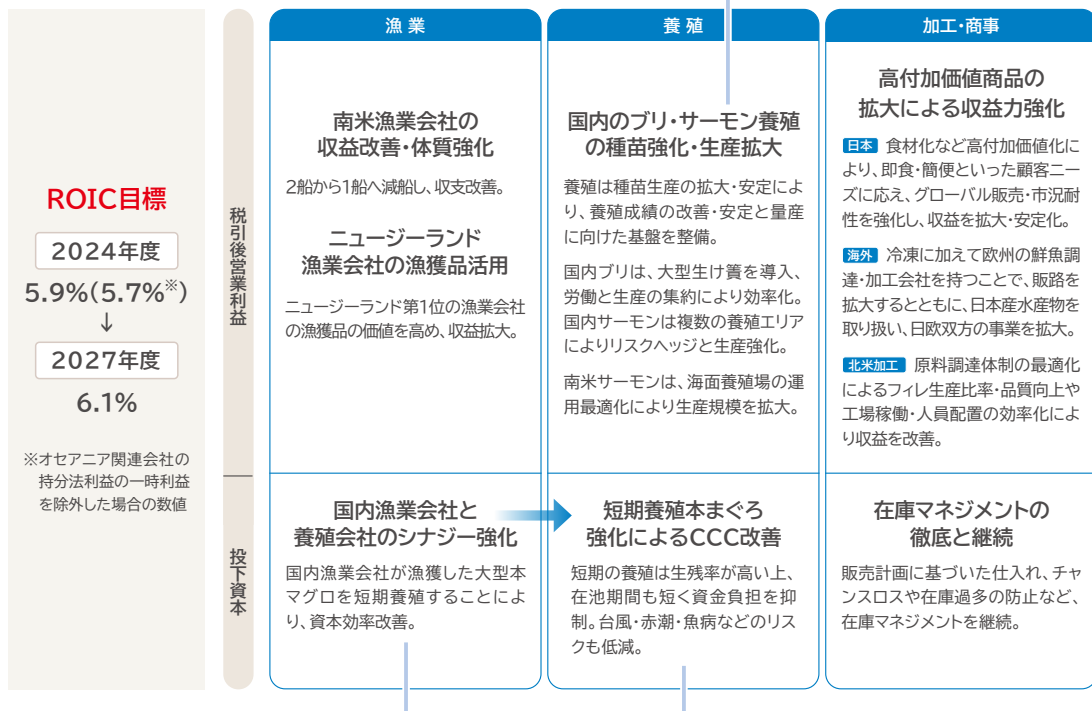 ROIC目標
2024年度
5.9%(5.7%※)
↓
2027年度
6.1%
※オセアニア関連会社の
持分法利益の一時利益
を除外した場合の数値
税引後営業利益
投下資本
漁業
南米漁業会社の
収益改善・体質強化
2船から1船へ減船し、収支改善。
ニュージーランド
漁業会社の漁獲品活用
ニュージーランド第1位の漁業会社
の漁獲品の価値を高め、収益拡大。
国内漁業会社と
養殖会社のシナジー強化
国内漁業会社が漁獲した大型本
マグロを短期養殖することによ
り、資本効率改善。
養殖
国内のブリ・サーモン養殖
の種苗強化・生産拡大
養殖は種苗生産の拡大・安定によ
り、養殖成績の改善・安定と量産
に向けた基盤を整備。
国内ブリは、大型生け簀を導入、
労働と生産の集約により効率化。
国内サーモンは複数の養殖エリア
によりリスクヘッジと生産強化。
南米サーモンは、海面養殖場の運
用最適化により生産規模を拡大。
短期養殖本まぐろ
強化によるCCC改善
短期の養殖は生残率が高い上、
在池期間も短く資金負担を抑
制。台風・赤潮・魚病などのリス
クも低減。
加工・商事
高付加価値商品の
拡大による収益力強化
日本 食材化など高付加価値化に
より、即食・簡便といった顧客ニー
ズに応え、グローバル販売・市況耐
性を強化し、収益を拡大・安定化。
海外 冷凍に加えて欧州の鮮魚調
達・加工会社を持つことで、販路を
拡大するとともに、日本産水産物を
取り扱い、日欧双方の事業を拡大。
北米加工 原料調達体制の最適化
によるフィレ生産比率・品質向上や
工場稼働・人員配置の効率化によ
り収益を改善。
在庫マネジメントの
徹底と継続
販売計画に基づいた仕入れ、チャ
ンスロスや在庫過多の防止など、
在庫マネジメントを継続。